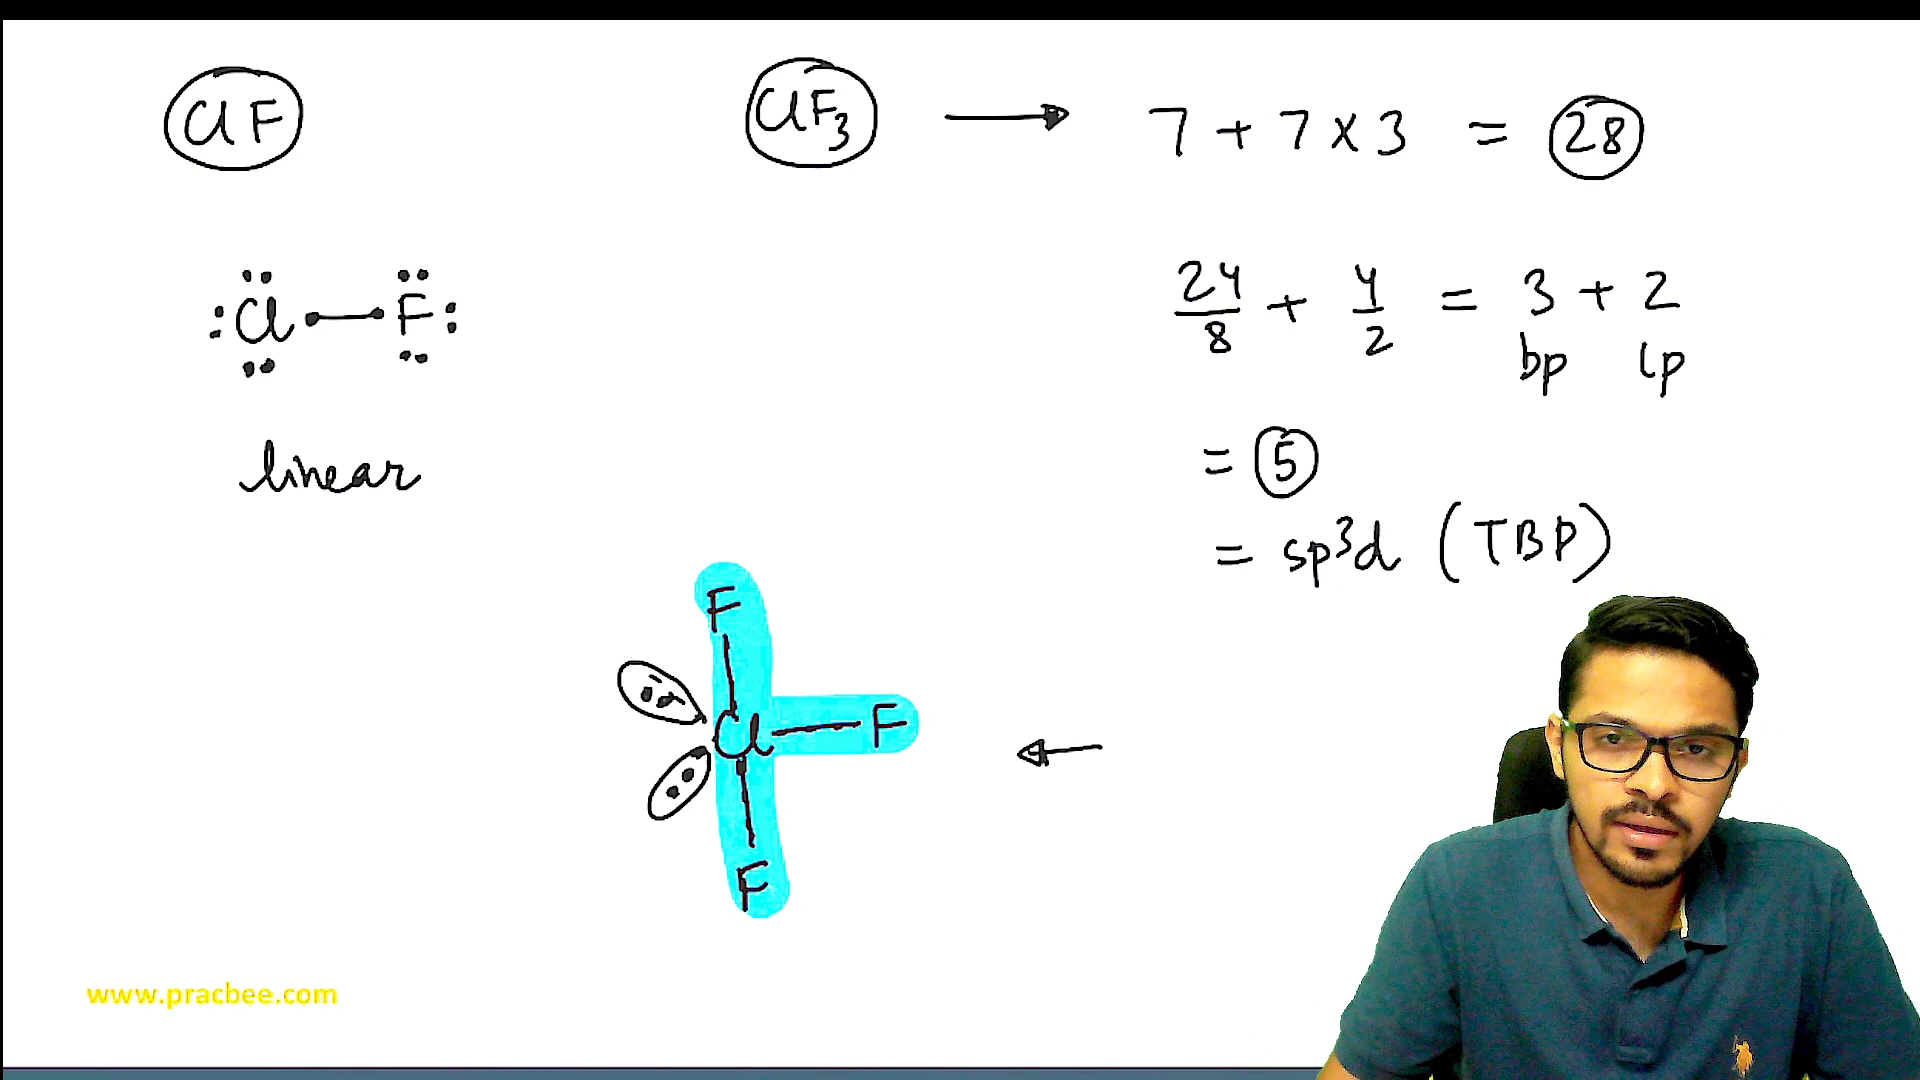 ClF
ClF₃ → 7 + 7 × 3 = 28
:Cl—F:
24/8 + 4/2 = 3 + 2
bp lp
linear
= 5
= sp³d (TBP)
F
Cl—F
F
www.pracbee.com